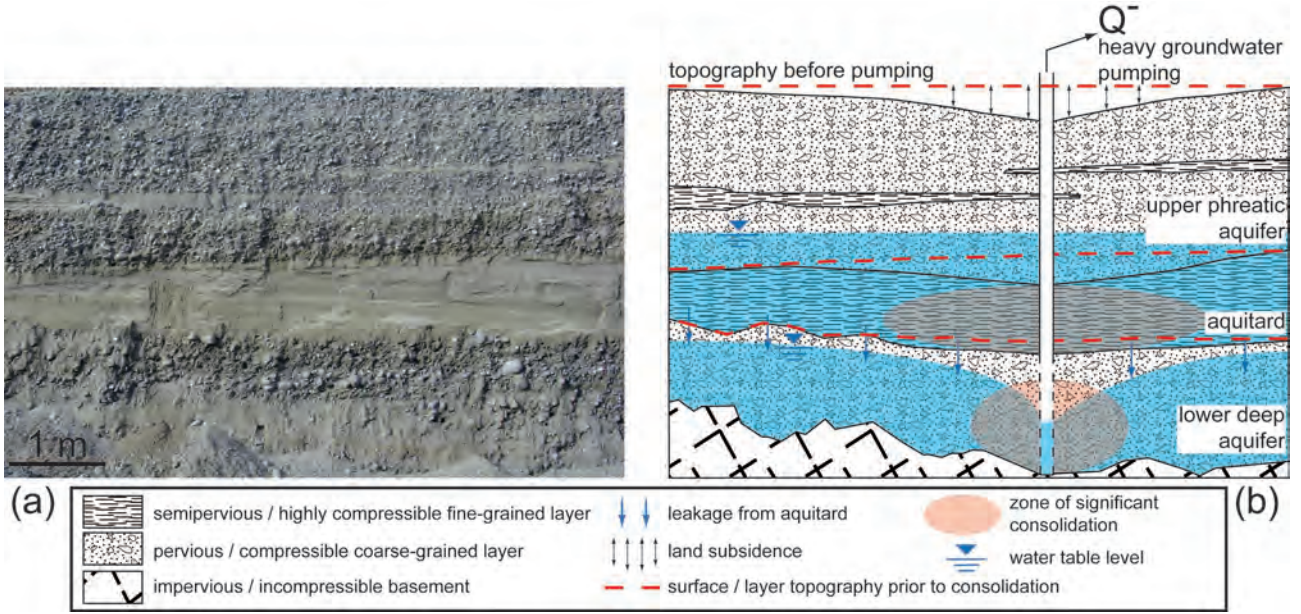 Q⁻
heavy groundwater
pumping
topography before pumping
upper phreatic
aquifer
aquitard
lower deep
aquifer
1 m
(a)
(b)
semipervious / highly compressible fine-grained layer
pervious / compressible coarse-grained layer
impervious / incompressible basement
leakage from aquitard
land subsidence
surface / layer topography prior to consolidation
zone of significant
consolidation
water table level